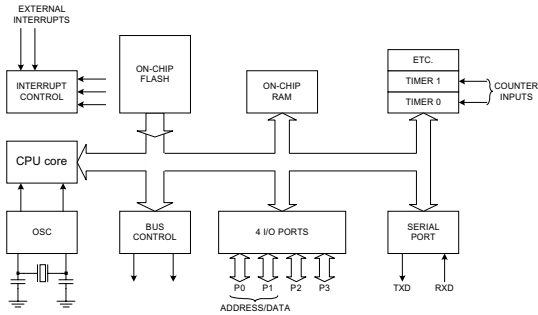 EXTERNAL
INTERRUPTS
INTERRUPT
CONTROL
ON-CHIP
FLASH
ON-CHIP
RAM
ETC.
TIMER 1
TIMER 0
COUNTER
INPUTS
CPU core
OSC
BUS
CONTROL
4 I/O PORTS
SERIAL
PORT
P0 P1 P2 P3
TXD RXD
ADDRESS/DATA